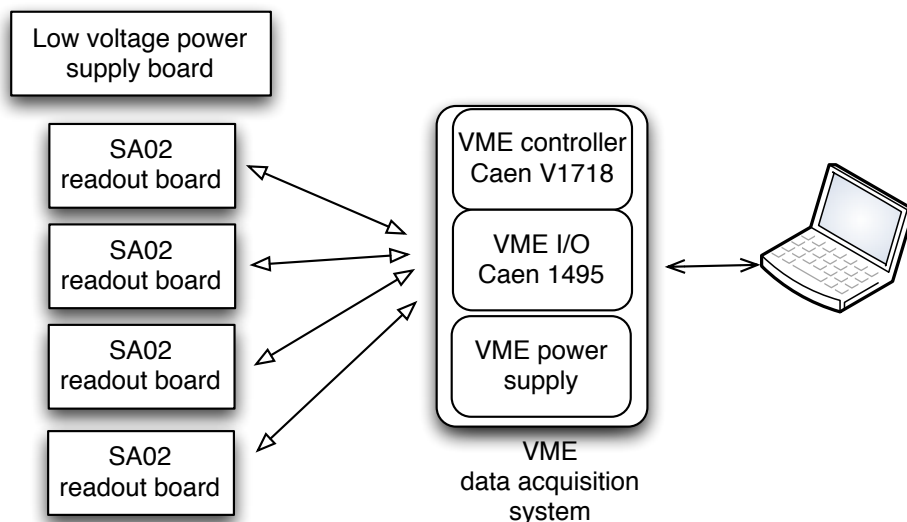 Low voltage power
supply board
SA02
readout board
SA02
readout board
SA02
readout board
SA02
readout board
VME controller
Caen V1718
VME I/O
Caen 1495
VME power
supply
VME
data acquisition
system